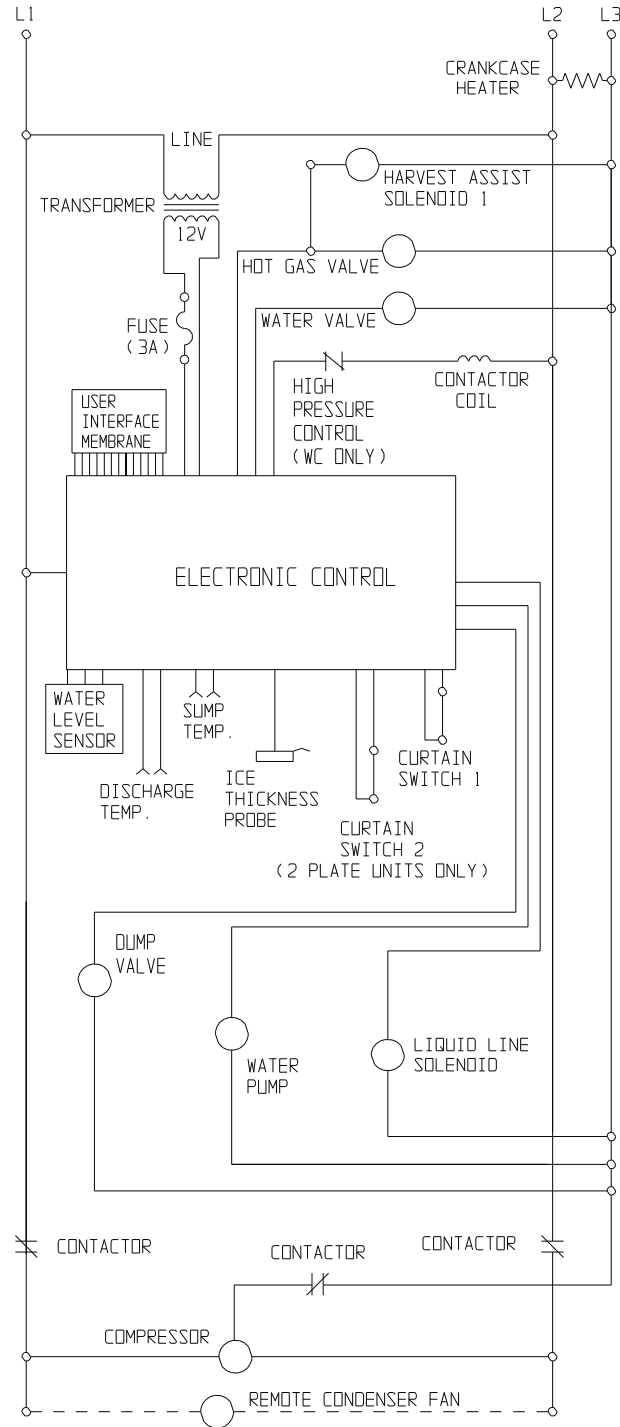 L1
L2
L3
CRANKCASE
HEATER
LINE
TRANSFORMER
12V
HARVEST ASSIST
SOLENOID 1
HOT GAS VALVE
WATER VALVE
FUSE
(3A)
HIGH
PRESSURE
CONTROL
(WC ONLY)
CONTACTOR
COIL
USER
INTERFACE
MEMBRANE
ELECTRONIC CONTROL
WATER
LEVEL
SENSOR
DISCHARGE
TEMP.
SUMP
TEMP.
ICE
THICKNESS
PROBE
CURTAIN
SWITCH 1
CURTAIN
SWITCH 2
(2 PLATE UNITS ONLY)
DUMP
VALVE
WATER
PUMP
LIQUID LINE
SOLENOID
CONTACTOR
CONTACTOR
CONTACTOR
COMPRESSOR
REMOTE CONDENSER FAN